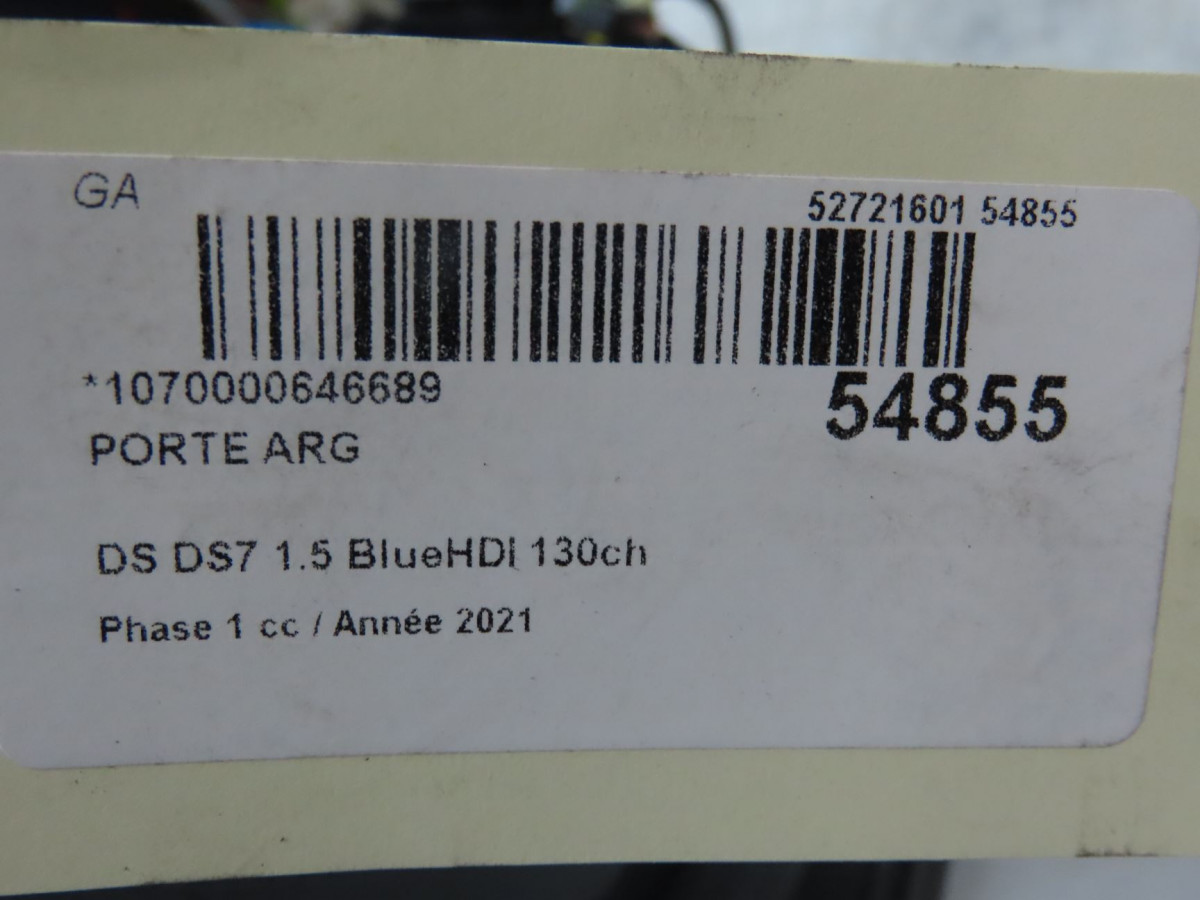 GA
52721601 54855
*1070000646689
54855
PORTE ARG
DS DS7 1.5 BlueHDI 130ch
Phase 1 cc / Année 2021